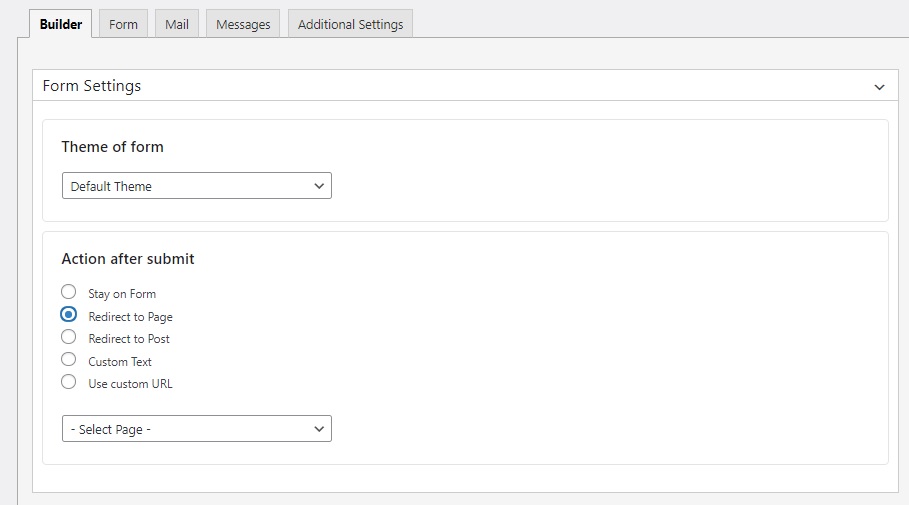 Builder Form Mail Messages Additional Settings
Form Settings
Theme of form
Default Theme
Action after submit
Stay on Form
Redirect to Page
Redirect to Post
Custom Text
Use custom URL
- Select Page -